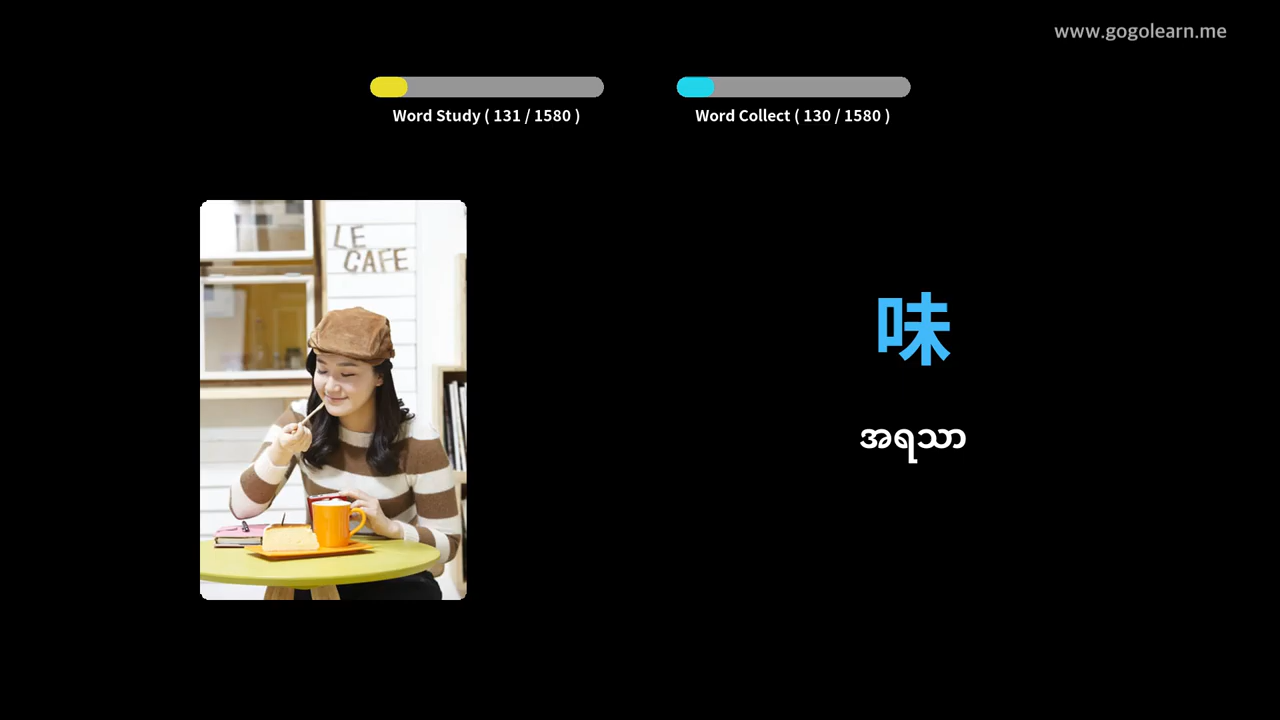 www.gogolearn.me
Word Study ( 131 / 1580 )
Word Collect ( 130 / 1580 )
LE
CAFE
味
အရသာ